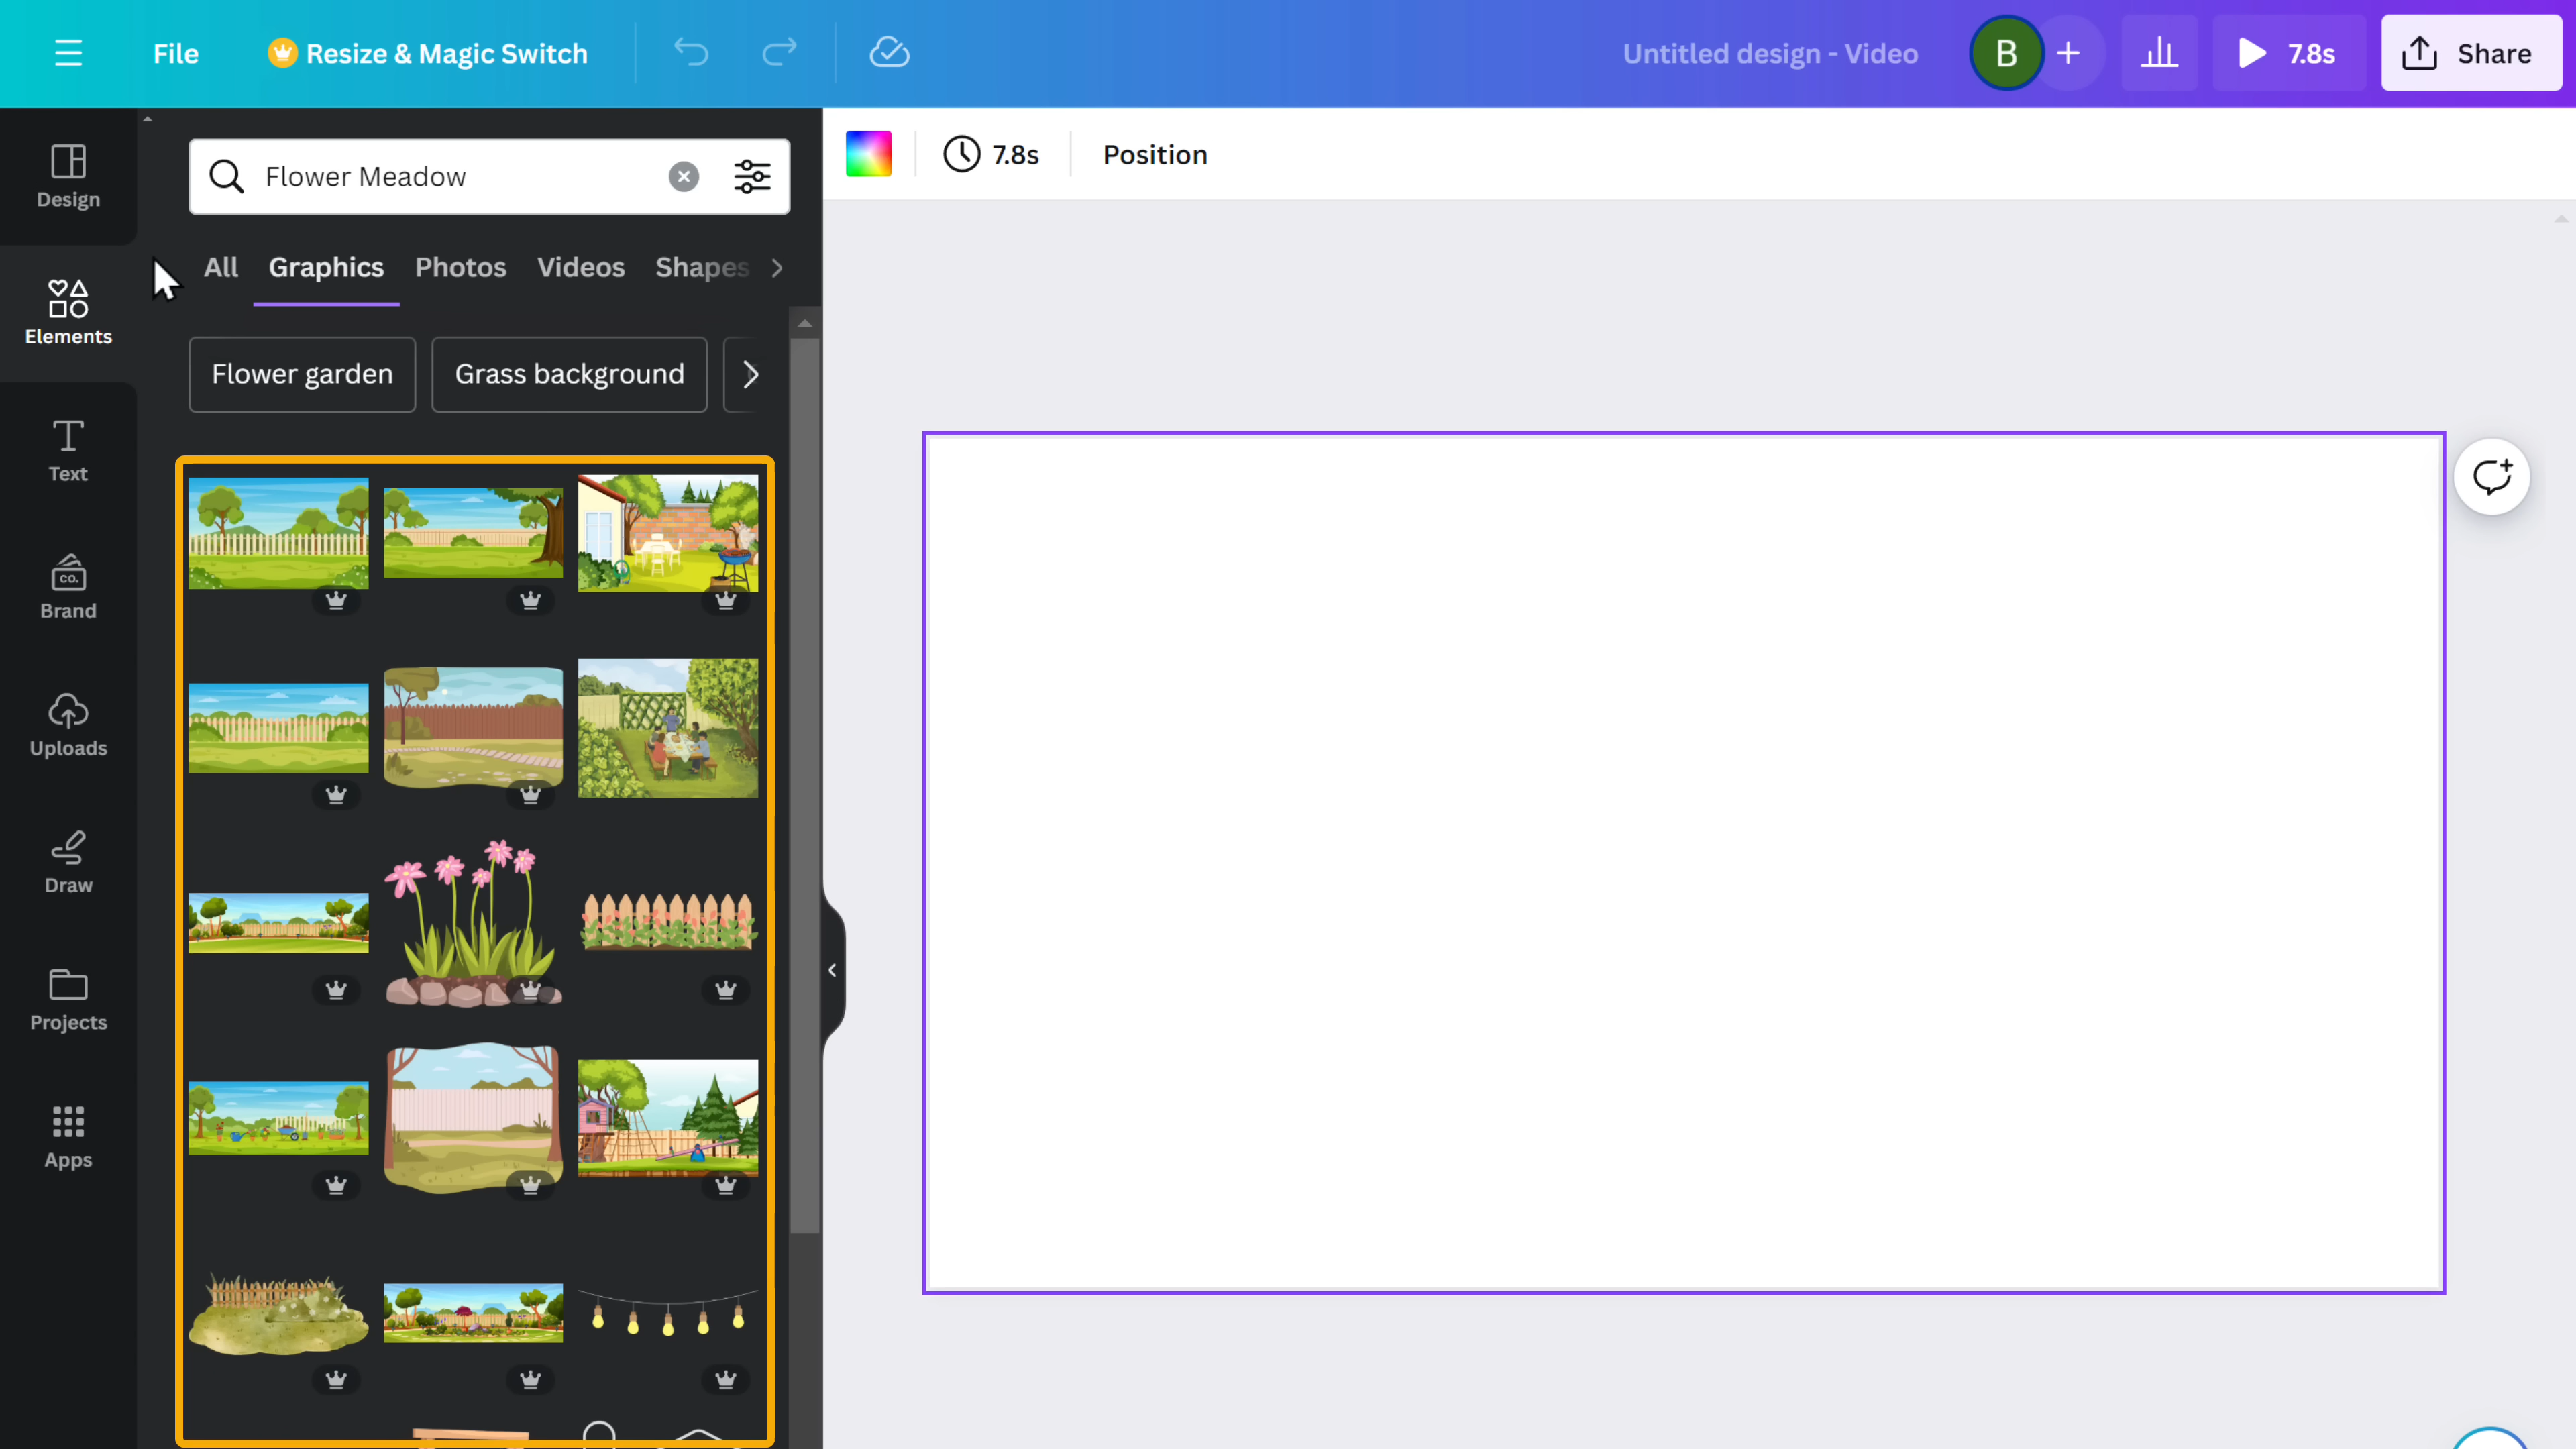 File
Resize & Magic Switch
Untitled design - Video
B
7.8s
Share
Design
Elements
Text
CO.
Brand
Uploads
Draw
Projects
Apps
Flower Meadow
All
Graphics
Photos
Videos
Shapes
Flower garden
Grass background
7.8s
Position